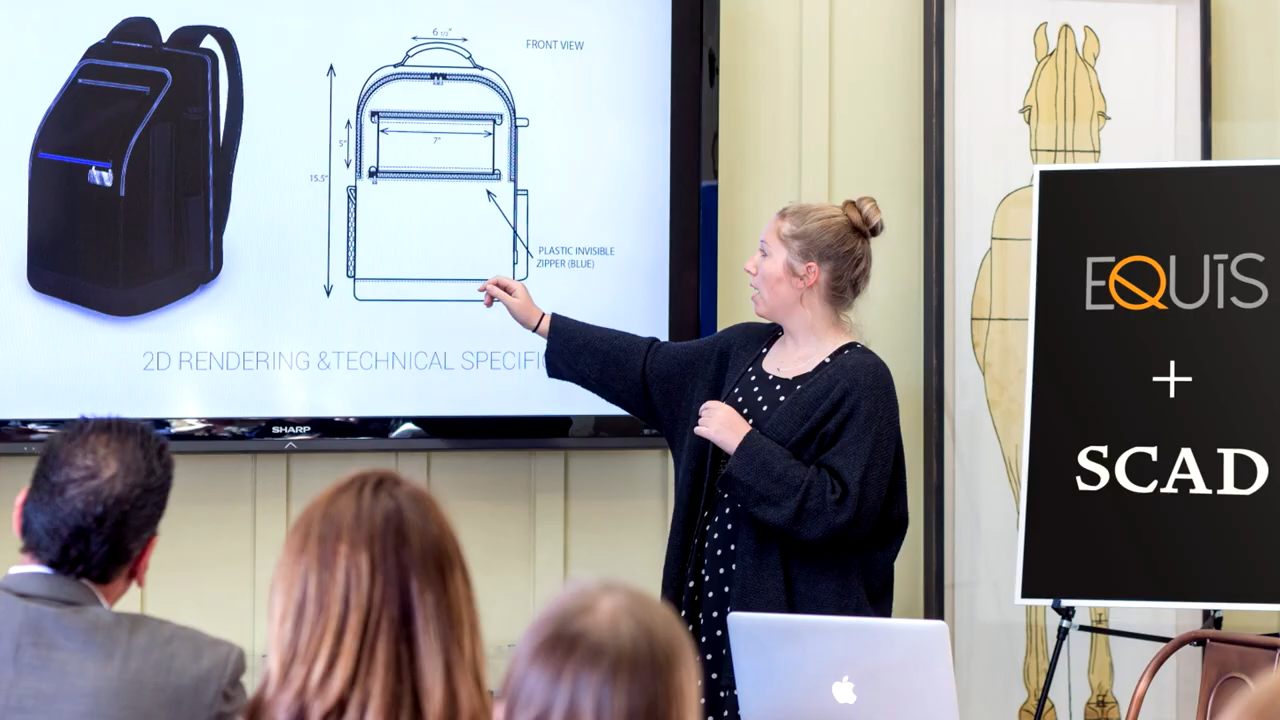 6 1/2"
FRONT VIEW
5"
7"
15.5"
PLASTIC INVISIBLE
ZIPPER (BLUE)
2D RENDERING &TECHNICAL SPECIFI
SHARP
EQUIS
+
SCAD